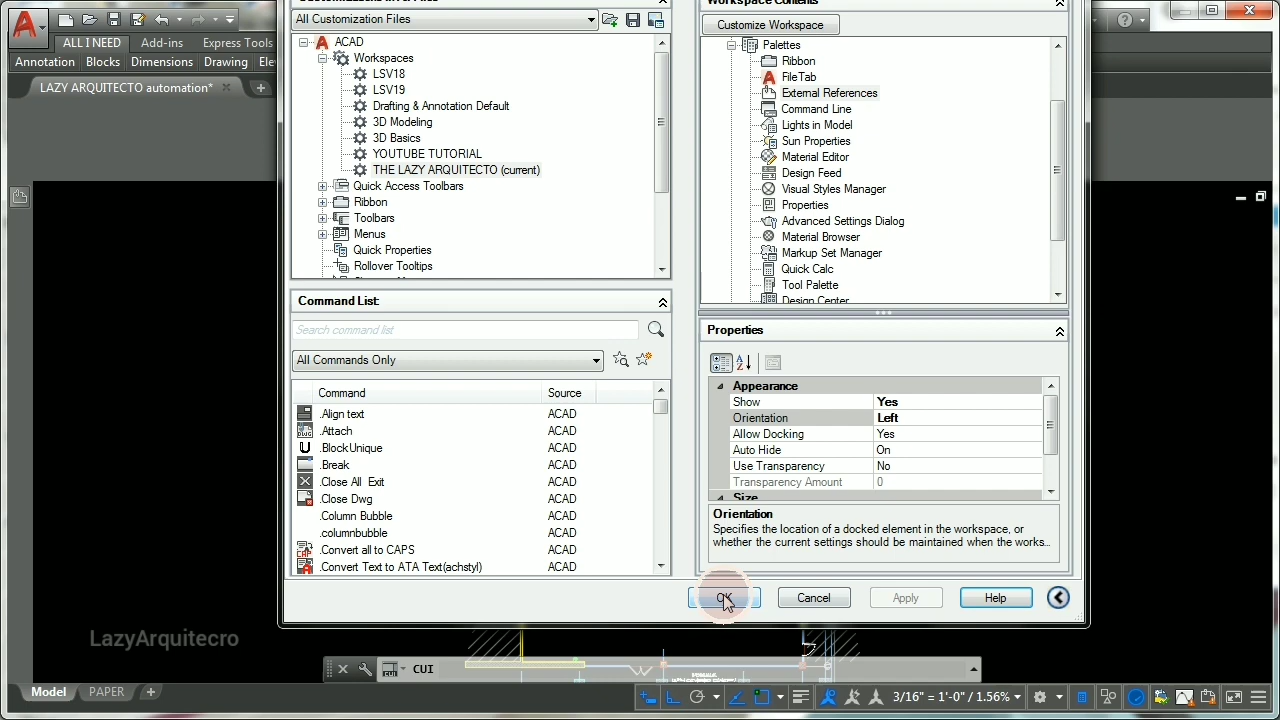 ALL I NEED
Add-ins
Express Tools
Annotation
Blocks
Dimensions
Drawing
LAZY ARQUITECTO automation*
All Customization Files
ACAD
Workspaces
LSV18
LSV19
Drafting & Annotation Default
3D Modeling
3D Basics
YOUTUBE TUTORIAL
THE LAZY ARQUITECTO (current)
Quick Access Toolbars
Ribbon
Toolbars
Menus
Quick Properties
Rollover Tooltips
Command List:
Search command list
All Commands Only
Command Source
.Align text ACAD
.Attach ACAD
.BlockUnique ACAD
.Break ACAD
.Close All Exit ACAD
.Close Dwg ACAD
.Column Bubble ACAD
.columnbubble ACAD
.Convert all to CAPS ACAD
.Convert Text to ATA Text(achstyl) ACAD
Workspace Contents
Customize Workspace
Palettes
Ribbon
FileTab
External References
Command Line
Lights in Model
Sun Properties
Material Editor
Design Feed
Visual Styles Manager
Properties
Advanced Settings Dialog
Material Browser
Markup Set Manager
Quick Calc
Tool Palette
Design Center
Properties
Appearance
Show Yes
Orientation Left
Allow Docking Yes
Auto Hide On
Use Transparency No
Transparency Amount 0
Size
Orientation
Specifies the location of a docked element in the workspace, or
whether the current settings should be maintained when the works...
OK
Cancel
Apply
Help
LazyArquitecro
CUI
Model
PAPER
3/16" = 1'-0" / 1.56%